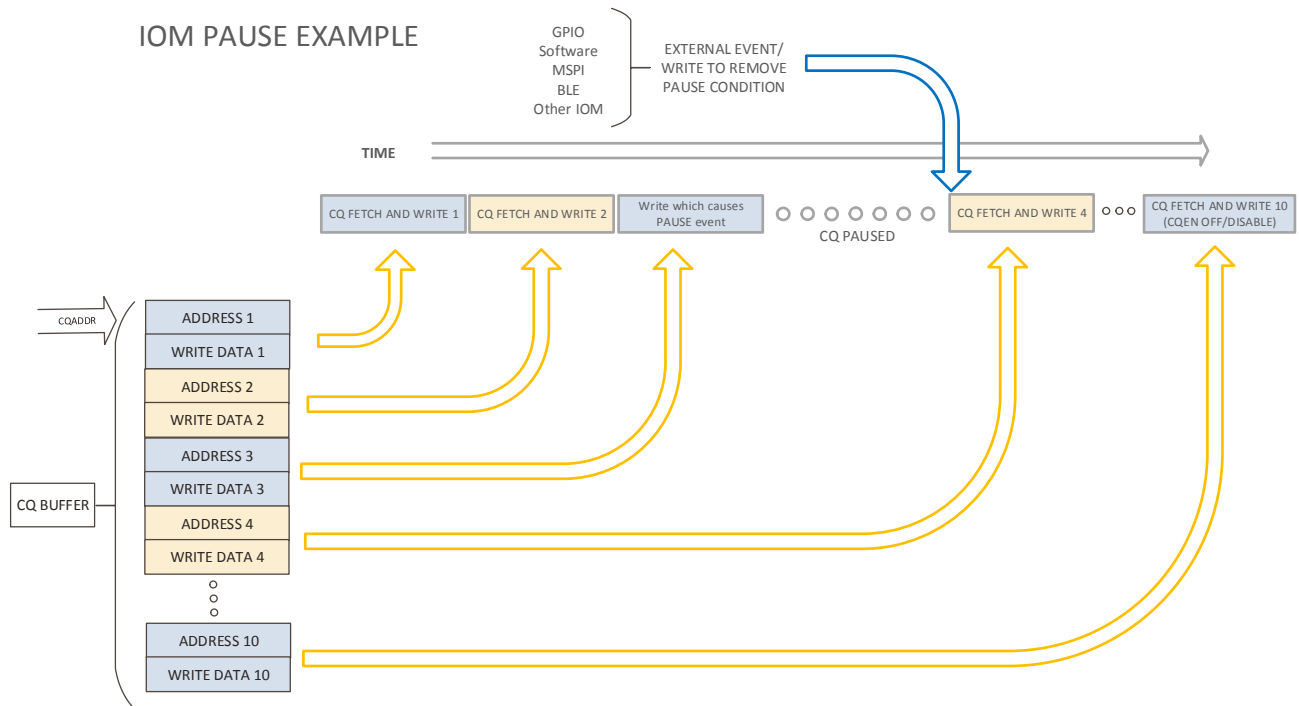 IOM PAUSE EXAMPLE
GPIO
Software
MSPI
BLE
Other IOM
EXTERNAL EVENT/
WRITE TO REMOVE
PAUSE CONDITION
TIME
CQ FETCH AND WRITE 1
CQ FETCH AND WRITE 2
Write which causes
PAUSE event
CQ PAUSED
CQ FETCH AND WRITE 4
CQ FETCH AND WRITE 10
(CQEN OFF/DISABLE)
CQADDR
ADDRESS 1
WRITE DATA 1
ADDRESS 2
WRITE DATA 2
ADDRESS 3
WRITE DATA 3
CQ BUFFER
ADDRESS 4
WRITE DATA 4
ADDRESS 10
WRITE DATA 10